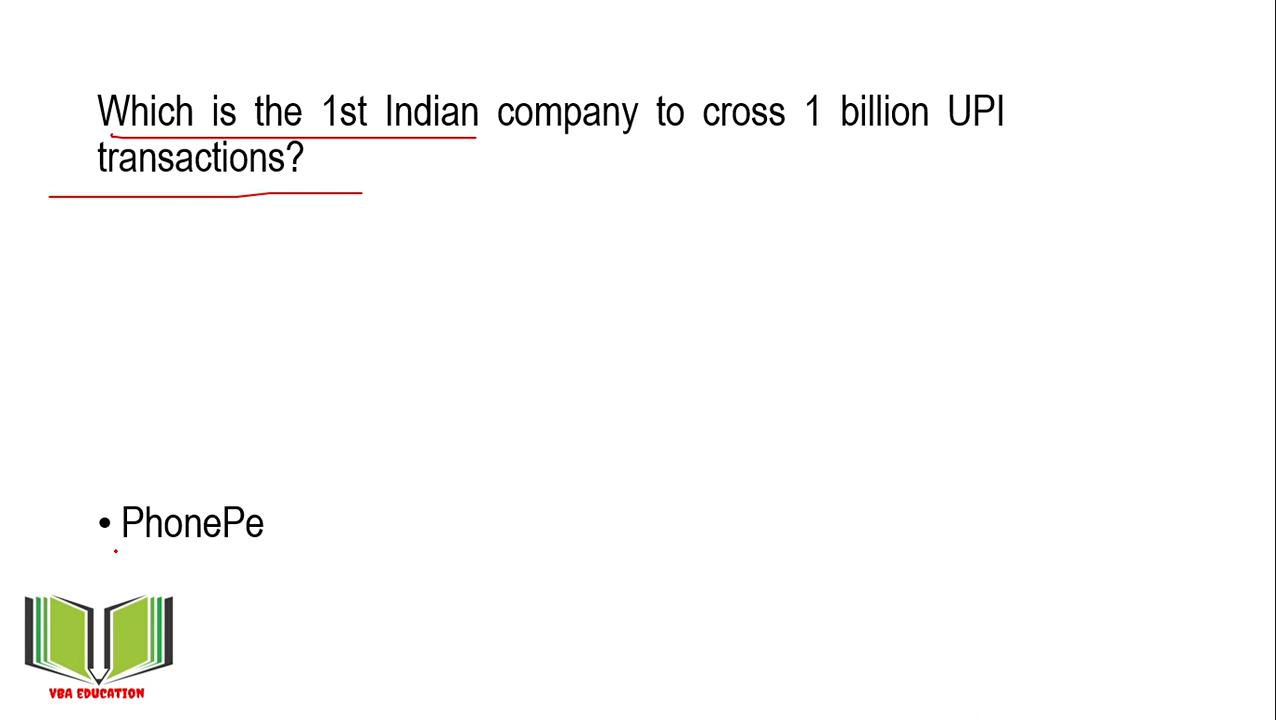 Which is the 1st Indian company to cross 1 billion UPI
transactions?
• PhonePe
VBA EDUCATION